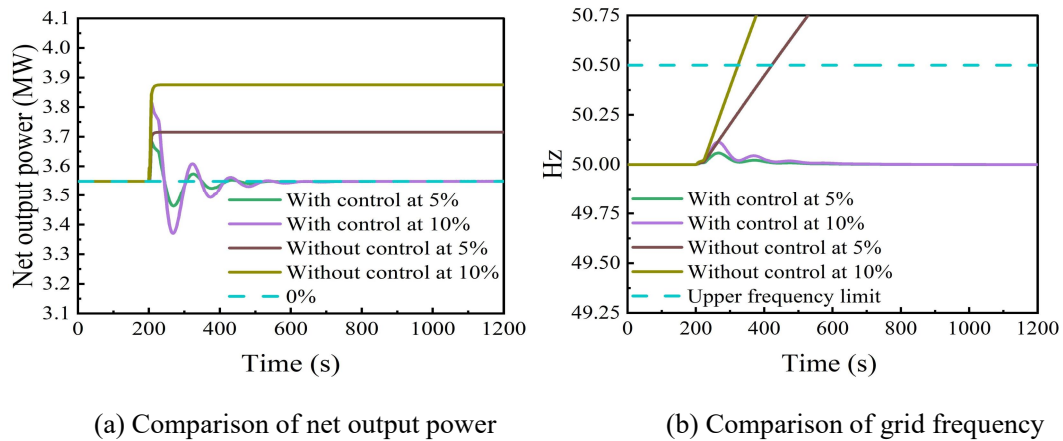 Net output power (MW)
4.1
4.0
3.9
3.8
3.7
3.6
3.5
3.4
3.3
3.2
3.1
With control at 5%
With control at 10%
Without control at 5%
Without control at 10%
0%
0 200 400 600 800 1000 1200
Time (s)
(a) Comparison of net output power
Hz
50.75
50.50
50.25
50.00
49.75
49.50
49.25
With control at 5%
With control at 10%
Without control at 5%
Without control at 10%
Upper frequency limit
0 200 400 600 800 1000 1200
Time (s)
(b) Comparison of grid frequency